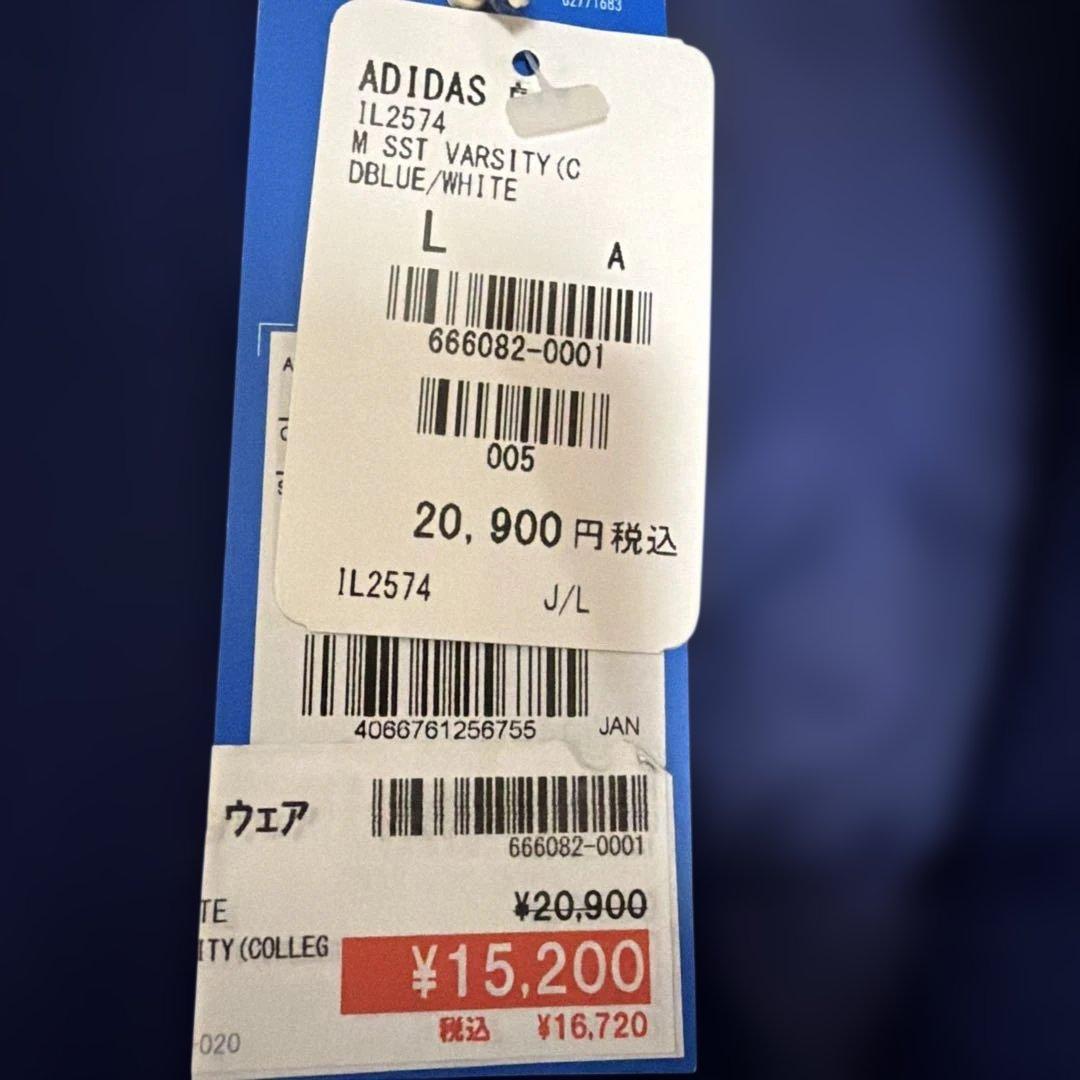 02771683
ADIDAS
IL2574
M SST VARSITY(C
DBLUE/WHITE
L A
666082-0001
005
20,900円税込
IL2574 J/L
4066761256755 JAN
ウェア
666082-0001
TE ¥20,900
ITY(COLLEG
¥15,200
税込 ¥16,720
-020